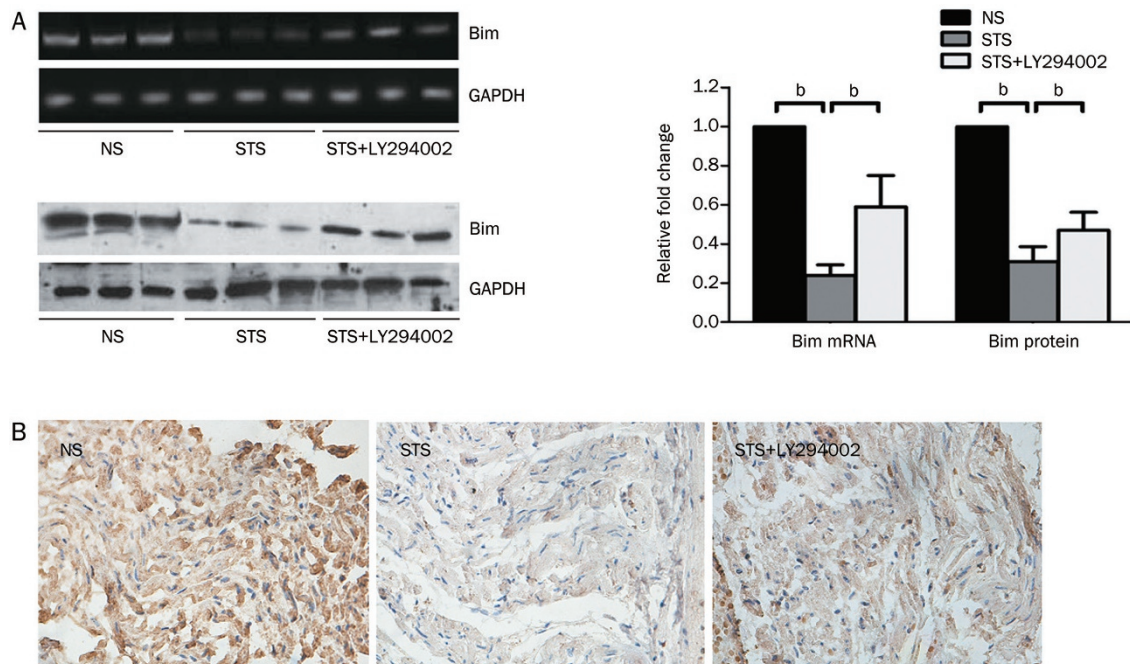 A
Bim
GAPDH
NS STS STS+LY294002
Bim
GAPDH
NS STS STS+LY294002
NS
STS
STS+LY294002
Relative fold change
1.2
1.0
0.8
0.6
0.4
0.2
0.0
b b b b
Bim mRNA Bim protein
B
NS STS STS+LY294002